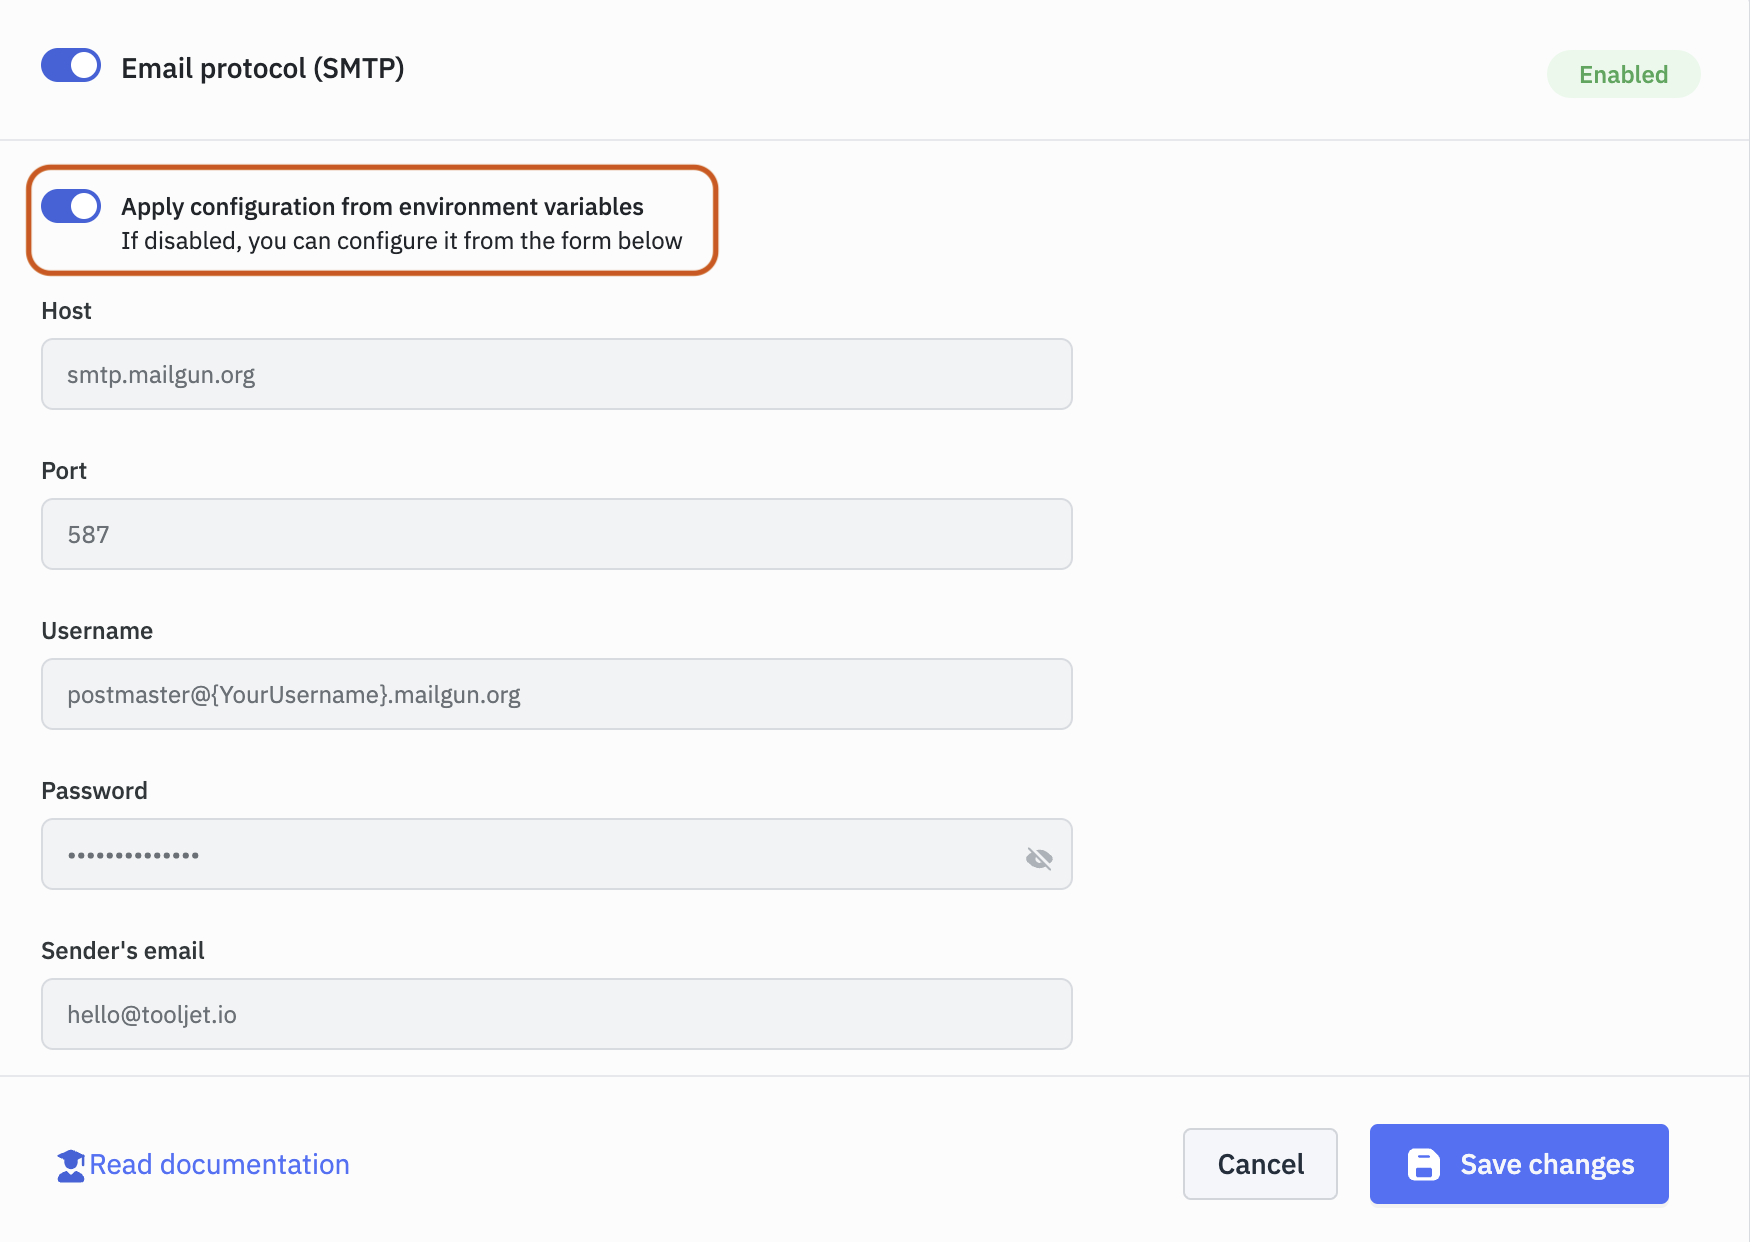 Email protocol (SMTP)
Enabled
Apply configuration from environment variables
If disabled, you can configure it from the form below
Host
smtp.mailgun.org
Port
587
Username
postmaster@{YourUsername}.mailgun.org
Password
••••••••••••••
Sender's email
hello@tooljet.io
Read documentation
Cancel
Save changes